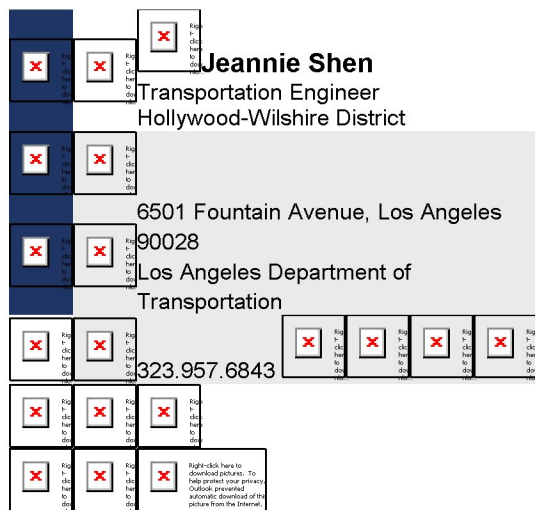 Jeannie Shen
Transportation Engineer
Hollywood-Wilshire District
6501 Fountain Avenue, Los Angeles
90028
Los Angeles Department of
Transportation
323.957.6843
Right-click here to
download pictures. To
help protect your privacy,
Outlook prevented
automatic download of this
picture from the Internet.